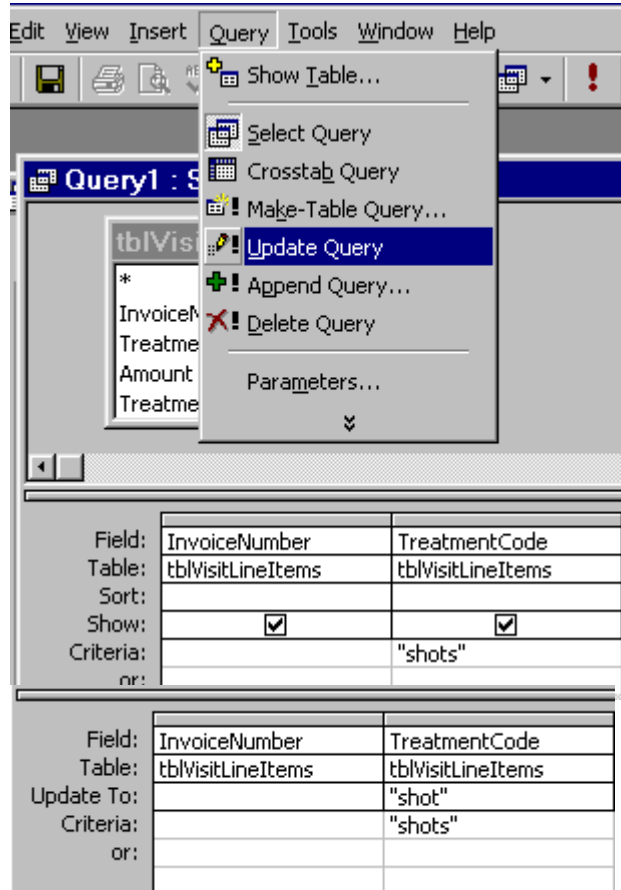 Edit View Insert Query Tools Window Help
Show Table...
Select Query
Query1 : S
Crosstab Query
Make-Table Query...
tblVisi
Update Query
*
Append Query...
InvoiceN
Delete Query
Treatme
Amount
Parameters...
Treatme
Field: InvoiceNumber TreatmentCode
Table: tblVisitLineItems tblVisitLineItems
Sort:
Show:
Criteria: "shots"
or:
Field: InvoiceNumber TreatmentCode
Table: tblVisitLineItems tblVisitLineItems
Update To: "shot"
Criteria: "shots"
or: